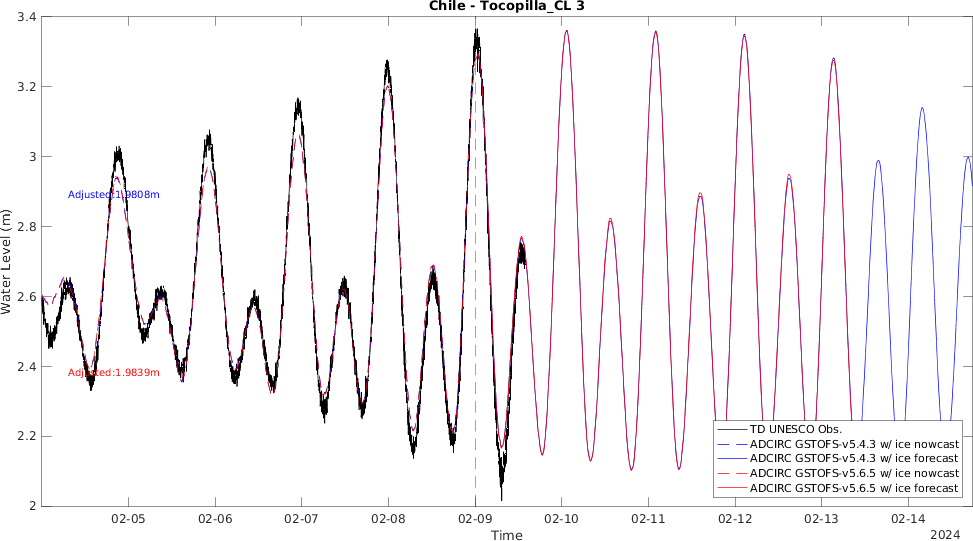 Chile - Tocopilla_CL 3
Water Level (m)
3.4
3.2
3
2.8
2.6
2.4
2.2
2
Adjusted:1.9808m
Adjusted:1.9839m
TD UNESCO Obs.
ADCIRC GSTOFS-v5.4.3 w/ ice nowcast
ADCIRC GSTOFS-v5.4.3 w/ ice forecast
ADCIRC GSTOFS-v5.6.5 w/ ice nowcast
ADCIRC GSTOFS-v5.6.5 w/ ice forecast
02-05 02-06 02-07 02-08 02-09 02-10 02-11 02-12 02-13 02-14
Time
2024